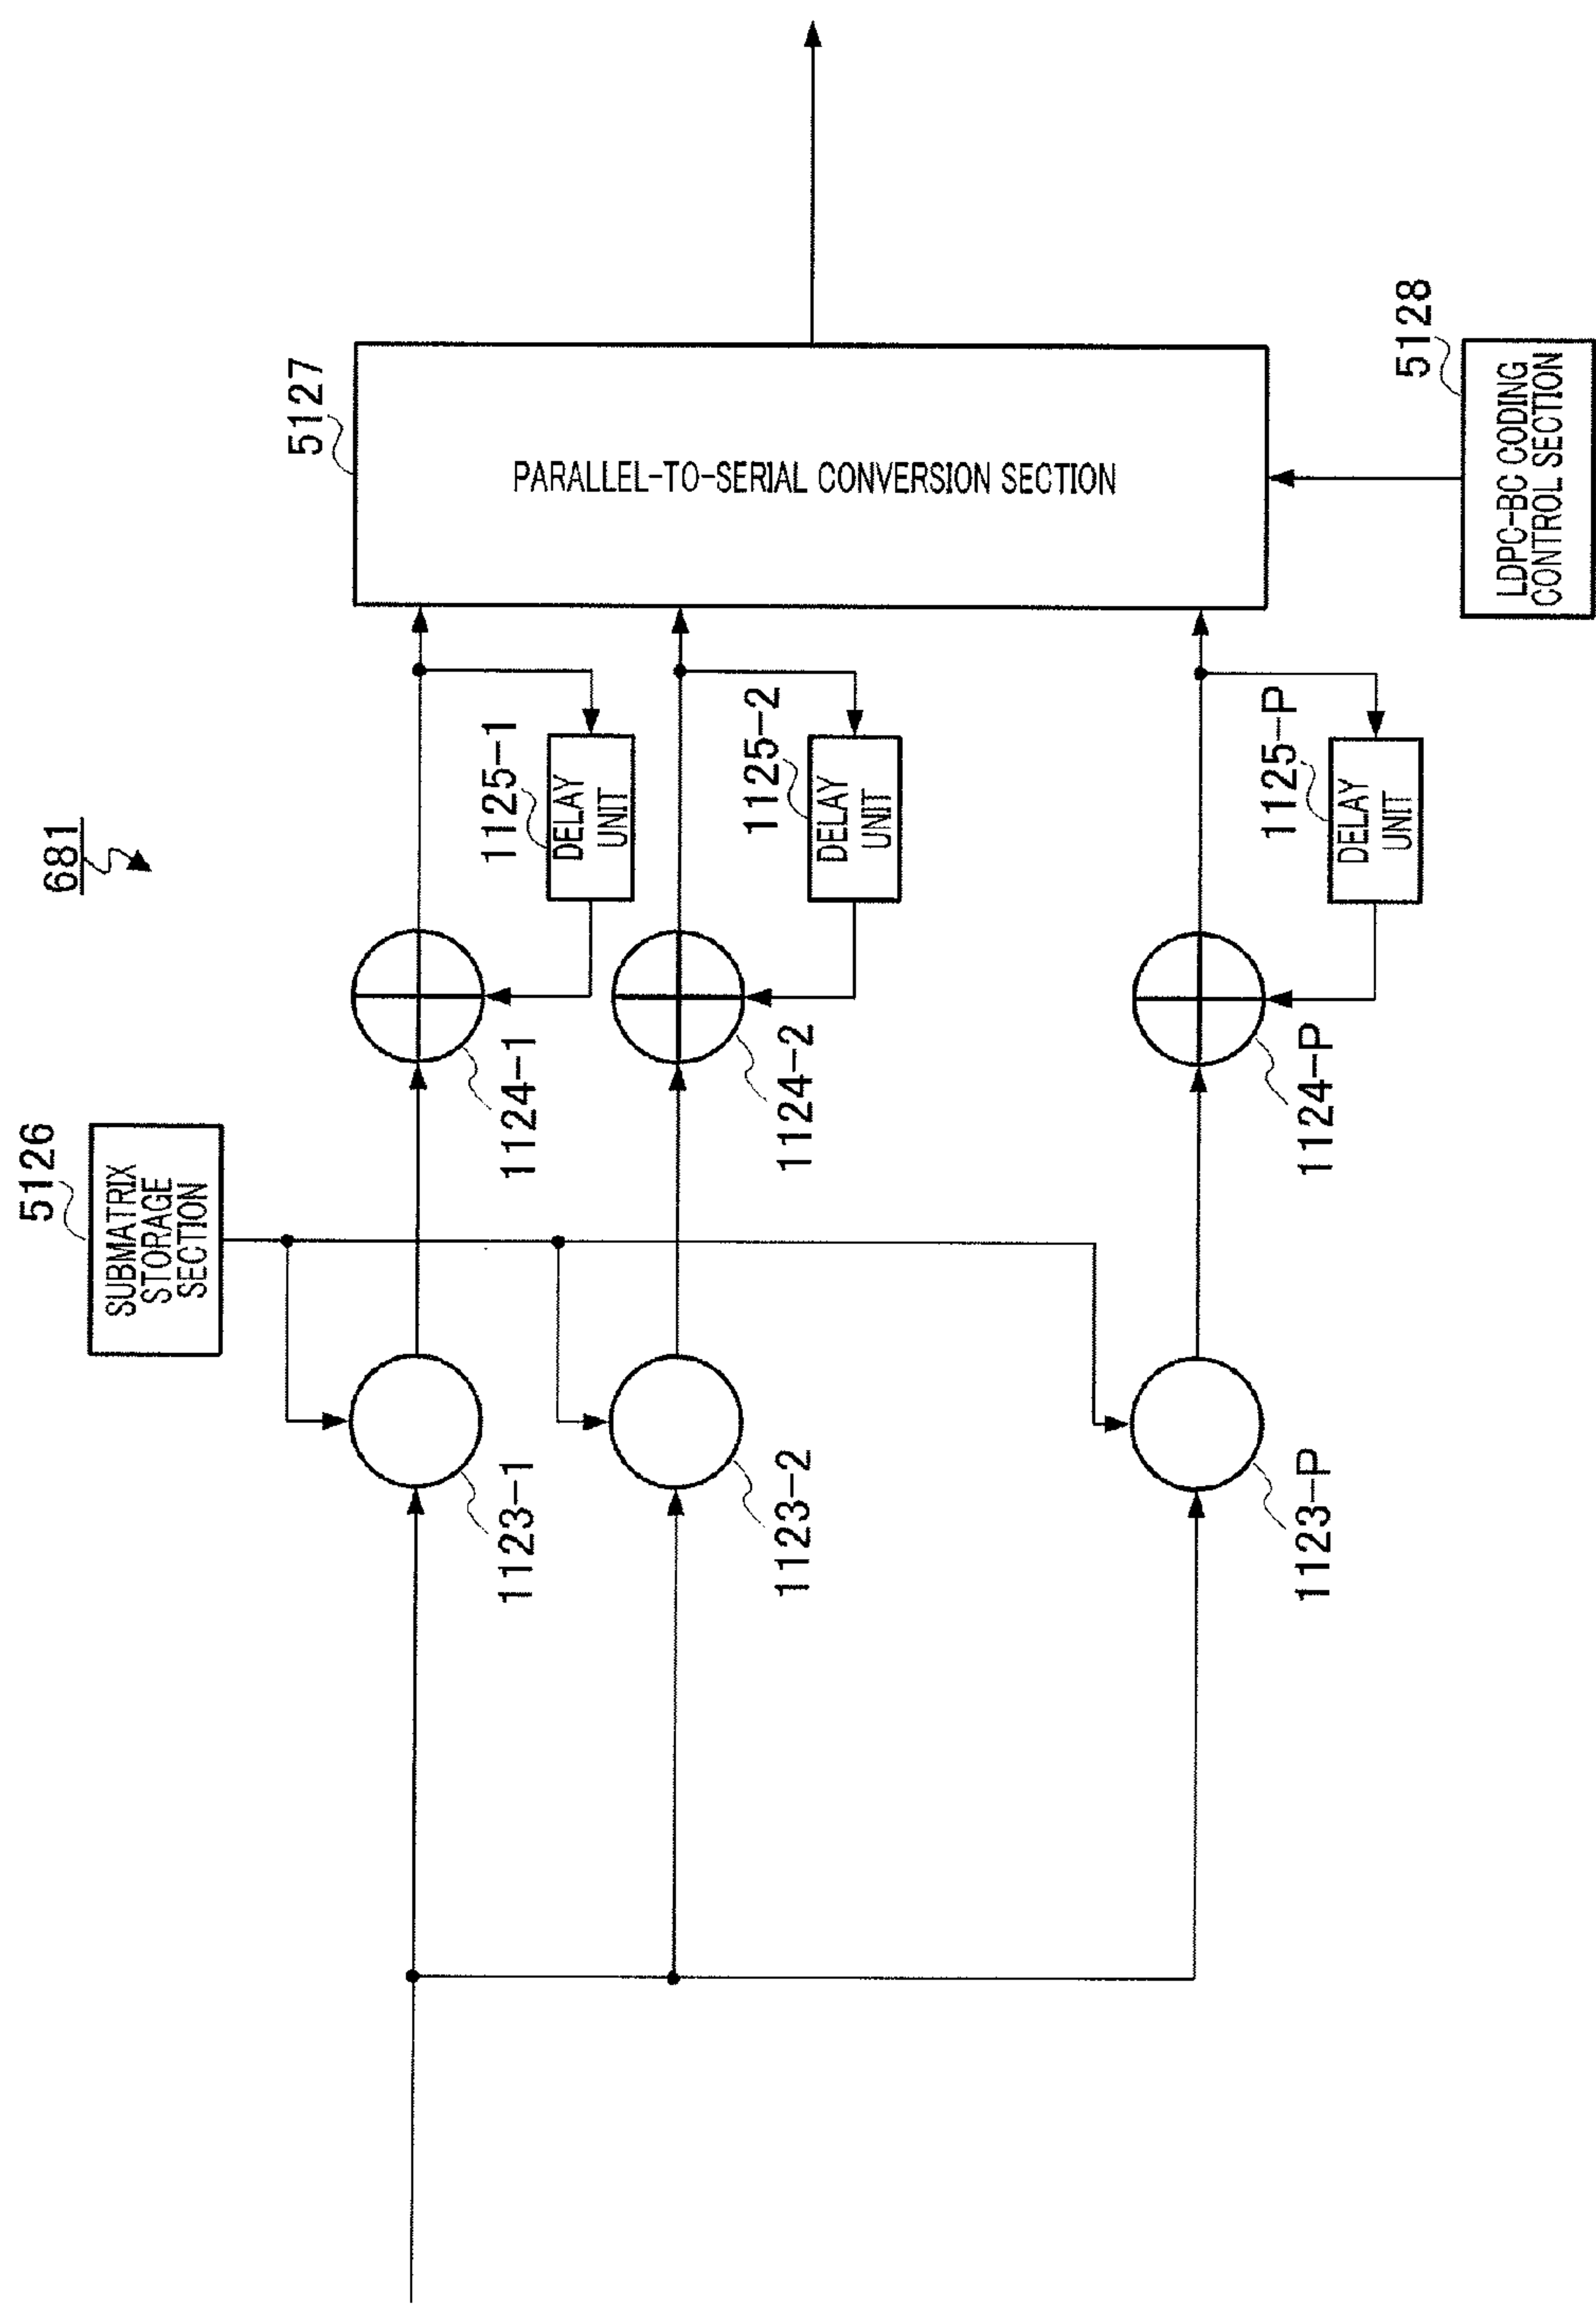 681
5126
SUBMATRIX
STORAGE
SECTION
5127
PARALLEL-TO-SERIAL CONVERSION SECTION
1123-1
1124-1
1125-1
DELAY
UNIT
1123-2
1124-2
1125-2
DELAY
UNIT
1123-P
1124-P
1125-P
DELAY
UNIT
5128
LDPC-BC CODING
CONTROL SECTION